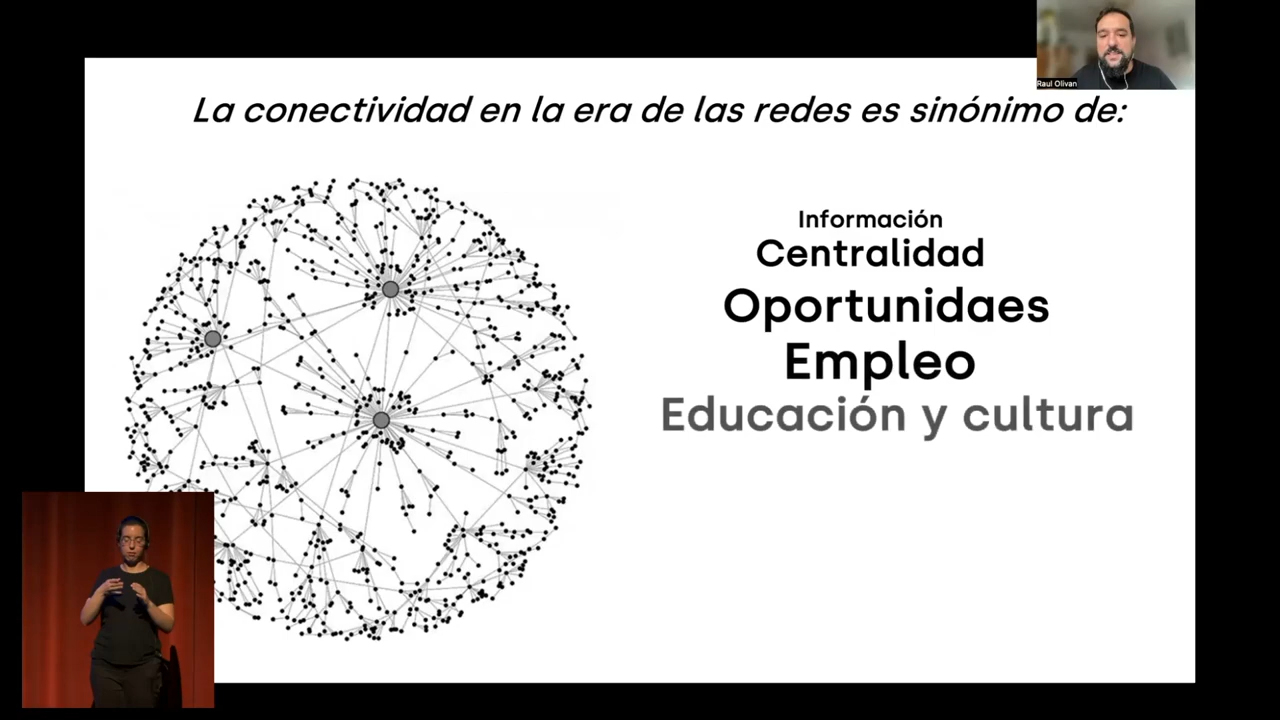 Raul Olivan
La conectividad en la era de las redes es sinónimo de:
Información
Centralidad
Oportunidaes
Empleo
Educación y cultura